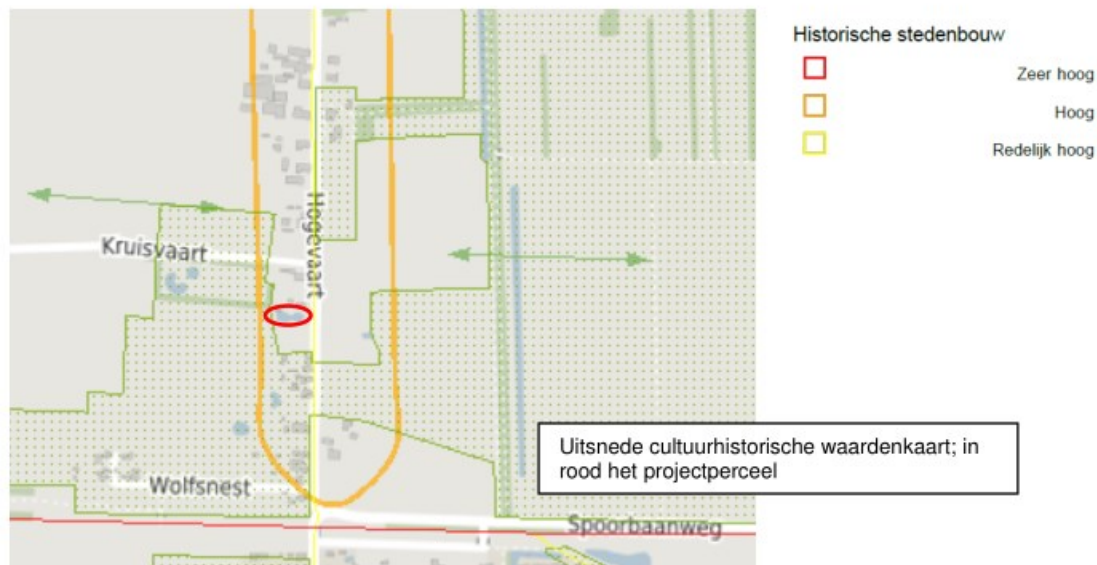 Historische stedenbouw
Zeer hoog
Hoog
Redelijk hoog
Hogevaart
Kruisvaart
Uitsnede cultuurhistorische waardenkaart; in
rood het projectperceel
Wolfsnest
Spoorbaanweg